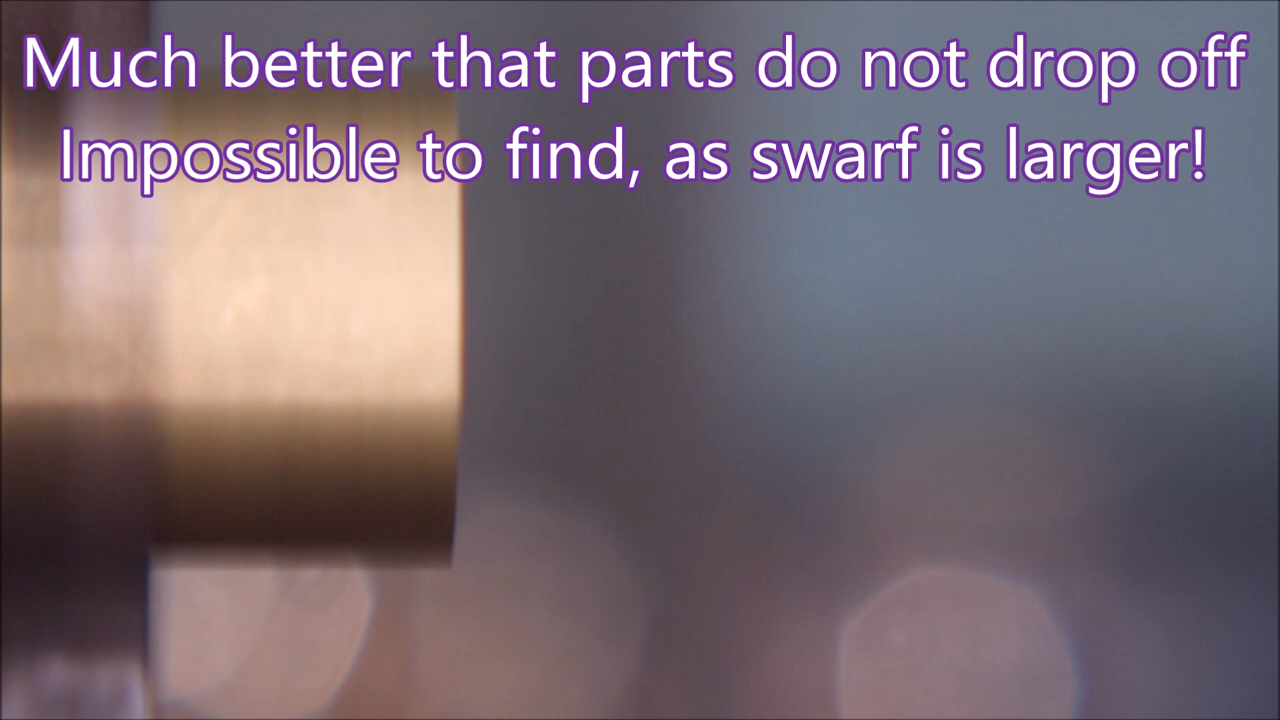 Much better that parts do not drop off
Impossible to find, as swarf is larger!